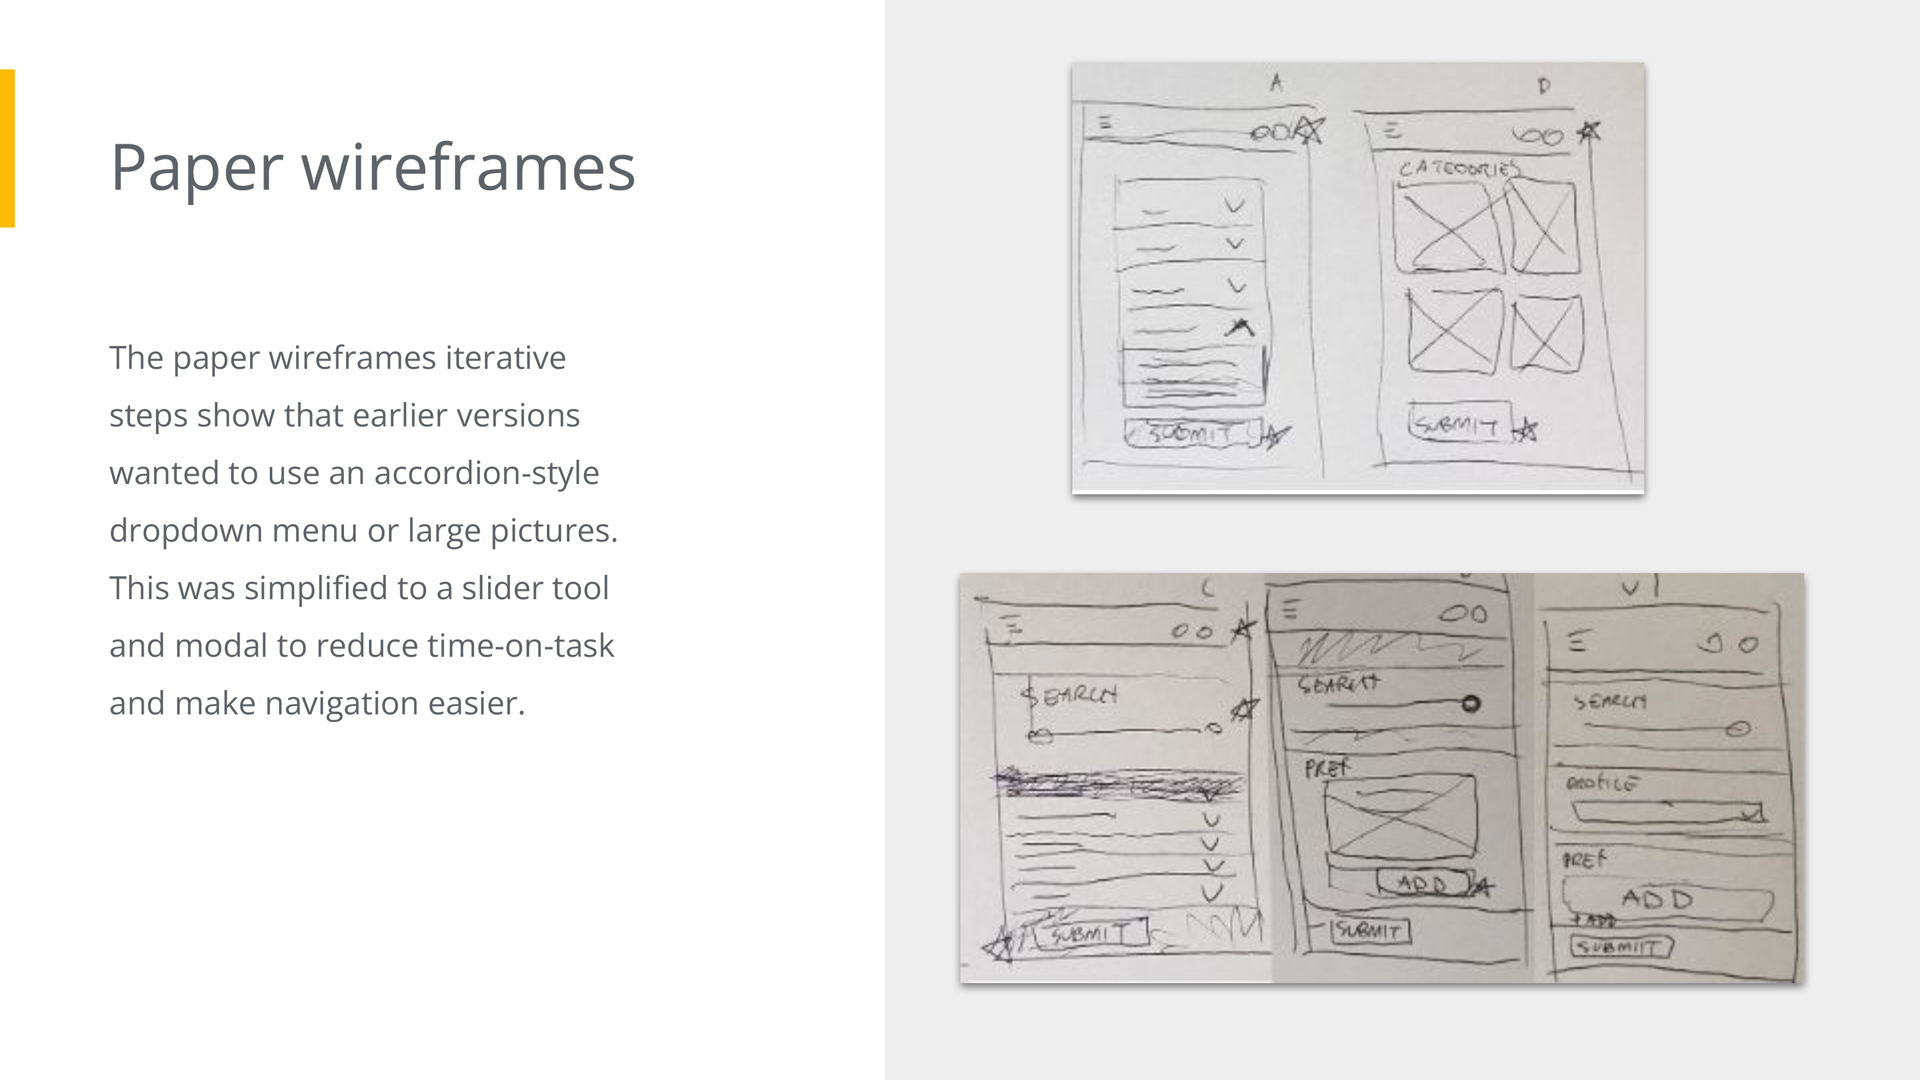 Paper wireframes
The paper wireframes iterative
steps show that earlier versions
wanted to use an accordion-style
dropdown menu or large pictures.
This was simplified to a slider tool
and modal to reduce time-on-task
and make navigation easier.
A
D
CATEGORIES
SUBMIT
SUBMIT
C
SEARCH
SUBMIT
SEARCH
PREF
ADD
SUBMIT
V1
SEARCH
PROFILE
PREF
ADD
+ ADD
SUBMIT